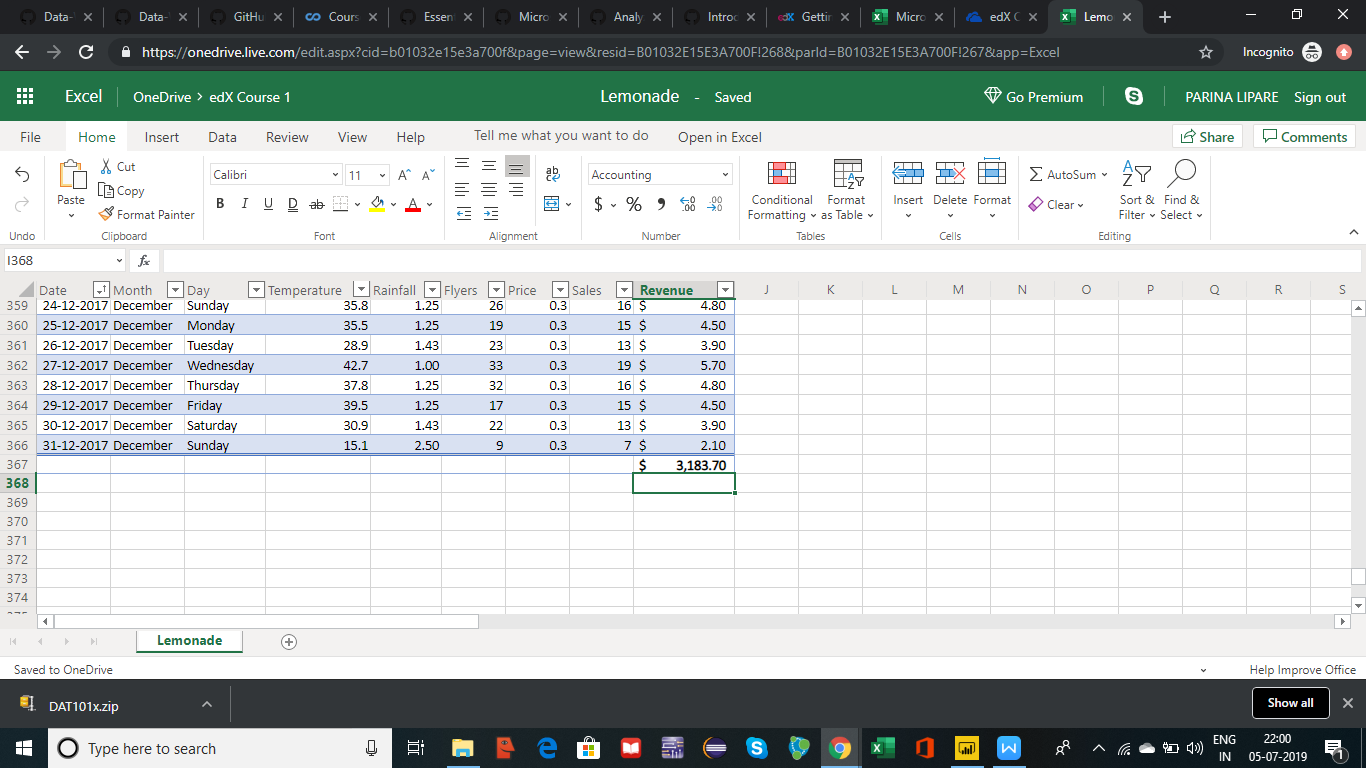 Data- Data- GitHu Cours Essen Micro Analy Introc edX Gettir Micro edX C Lemo
https://onedrive.live.com/edit.aspx?cid=b01032e15e3a700f&page=view&resid=B01032E15E3A700F!268&parId=B01032E15E3A700F!267&app=Excel Incognito
Excel OneDrive > edX Course 1 Lemonade - Saved Go Premium PARINA LIPARE Sign out
File Home Insert Data Review View Help Tell me what you want to do Open in Excel Share Comments
Paste Cut Copy Format Painter
Calibri 11 A^ A˅
B I U D ab A
ab
Accounting
$ % 9 .00 .00
Conditional Formatting Format as Table Insert Delete Format
AutoSum Clear Sort & Filter Find & Select
Undo Clipboard Font Alignment Number Tables Cells Editing
I368 fx
Date Month Day Temperature Rainfall Flyers Price Sales Revenue J K L M N O P Q R S
359 24-12-2017 December Sunday 35.8 1.25 26 0.3 16 $ 4.80
360 25-12-2017 December Monday 35.5 1.25 19 0.3 15 $ 4.50
361 26-12-2017 December Tuesday 28.9 1.43 23 0.3 13 $ 3.90
362 27-12-2017 December Wednesday 42.7 1.00 33 0.3 19 $ 5.70
363 28-12-2017 December Thursday 37.8 1.25 32 0.3 16 $ 4.80
364 29-12-2017 December Friday 39.5 1.25 17 0.3 15 $ 4.50
365 30-12-2017 December Saturday 30.9 1.43 22 0.3 13 $ 3.90
366 31-12-2017 December Sunday 15.1 2.50 9 0.3 7 $ 2.10
367 $ 3,183.70
368
369
370
371
372
373
374
Lemonade
Saved to OneDrive Help Improve Office
DAT101x.zip Show all
Type here to search ENG 22:00
IN 05-07-2019 1